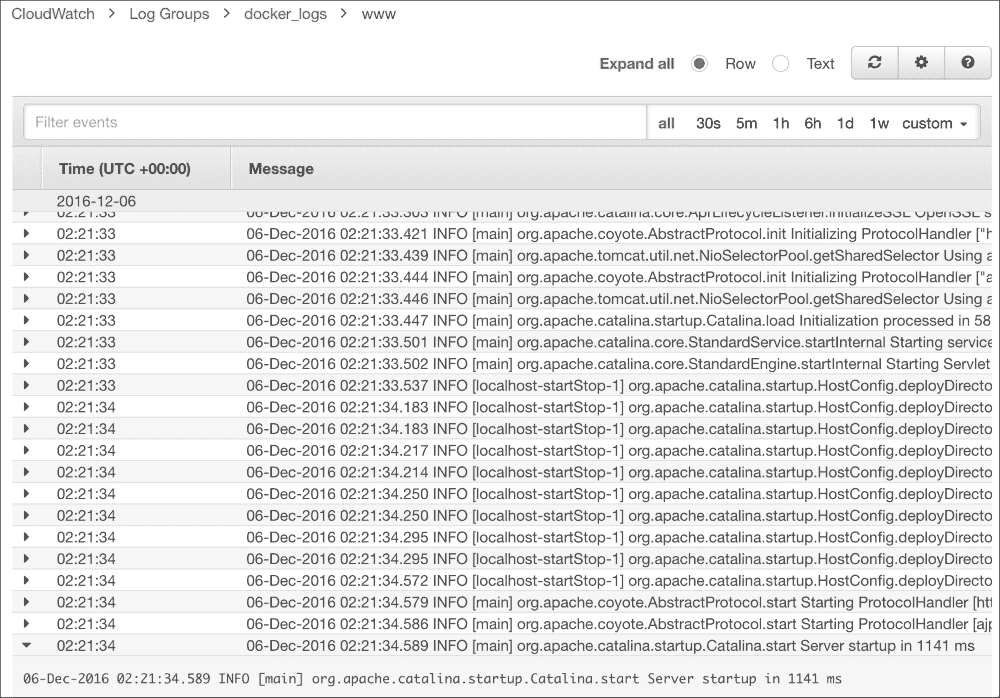 CloudWatch > Log Groups > docker_logs > www
Expand all Row Text
Filter events all 30s 5m 1h 6h 1d 1w custom
Time (UTC +00:00) Message
2016-12-06
02:21:33 06-Dec-2016 02:21:33.303 INFO [main] org.apache.catalina.core.AprLifecycleListener.initializeSSL OpenSSL s
02:21:33 06-Dec-2016 02:21:33.421 INFO [main] org.apache.coyote.AbstractProtocol.init Initializing ProtocolHandler ["h
02:21:33 06-Dec-2016 02:21:33.439 INFO [main] org.apache.tomcat.util.net.NioSelectorPool.getSharedSelector Using a
02:21:33 06-Dec-2016 02:21:33.444 INFO [main] org.apache.coyote.AbstractProtocol.init Initializing ProtocolHandler ["a
02:21:33 06-Dec-2016 02:21:33.446 INFO [main] org.apache.tomcat.util.net.NioSelectorPool.getSharedSelector Using a
02:21:33 06-Dec-2016 02:21:33.447 INFO [main] org.apache.catalina.startup.Catalina.load Initialization processed in 58
02:21:33 06-Dec-2016 02:21:33.501 INFO [main] org.apache.catalina.core.StandardService.startInternal Starting service
02:21:33 06-Dec-2016 02:21:33.502 INFO [main] org.apache.catalina.core.StandardEngine.startInternal Starting Servlet
02:21:33 06-Dec-2016 02:21:33.537 INFO [localhost-startStop-1] org.apache.catalina.startup.HostConfig.deployDirecto
02:21:34 06-Dec-2016 02:21:34.183 INFO [localhost-startStop-1] org.apache.catalina.startup.HostConfig.deployDirecto
02:21:34 06-Dec-2016 02:21:34.183 INFO [localhost-startStop-1] org.apache.catalina.startup.HostConfig.deployDirecto
02:21:34 06-Dec-2016 02:21:34.217 INFO [localhost-startStop-1] org.apache.catalina.startup.HostConfig.deployDirecto
02:21:34 06-Dec-2016 02:21:34.214 INFO [localhost-startStop-1] org.apache.catalina.startup.HostConfig.deployDirecto
02:21:34 06-Dec-2016 02:21:34.250 INFO [localhost-startStop-1] org.apache.catalina.startup.HostConfig.deployDirecto
02:21:34 06-Dec-2016 02:21:34.250 INFO [localhost-startStop-1] org.apache.catalina.startup.HostConfig.deployDirecto
02:21:34 06-Dec-2016 02:21:34.295 INFO [localhost-startStop-1] org.apache.catalina.startup.HostConfig.deployDirecto
02:21:34 06-Dec-2016 02:21:34.295 INFO [localhost-startStop-1] org.apache.catalina.startup.HostConfig.deployDirecto
02:21:34 06-Dec-2016 02:21:34.572 INFO [localhost-startStop-1] org.apache.catalina.startup.HostConfig.deployDirecto
02:21:34 06-Dec-2016 02:21:34.579 INFO [main] org.apache.coyote.AbstractProtocol.start Starting ProtocolHandler [htt
02:21:34 06-Dec-2016 02:21:34.586 INFO [main] org.apache.coyote.AbstractProtocol.start Starting ProtocolHandler [ajp
02:21:34 06-Dec-2016 02:21:34.589 INFO [main] org.apache.catalina.startup.Catalina.start Server startup in 1141 ms
06-Dec-2016 02:21:34.589 INFO [main] org.apache.catalina.startup.Catalina.start Server startup in 1141 ms